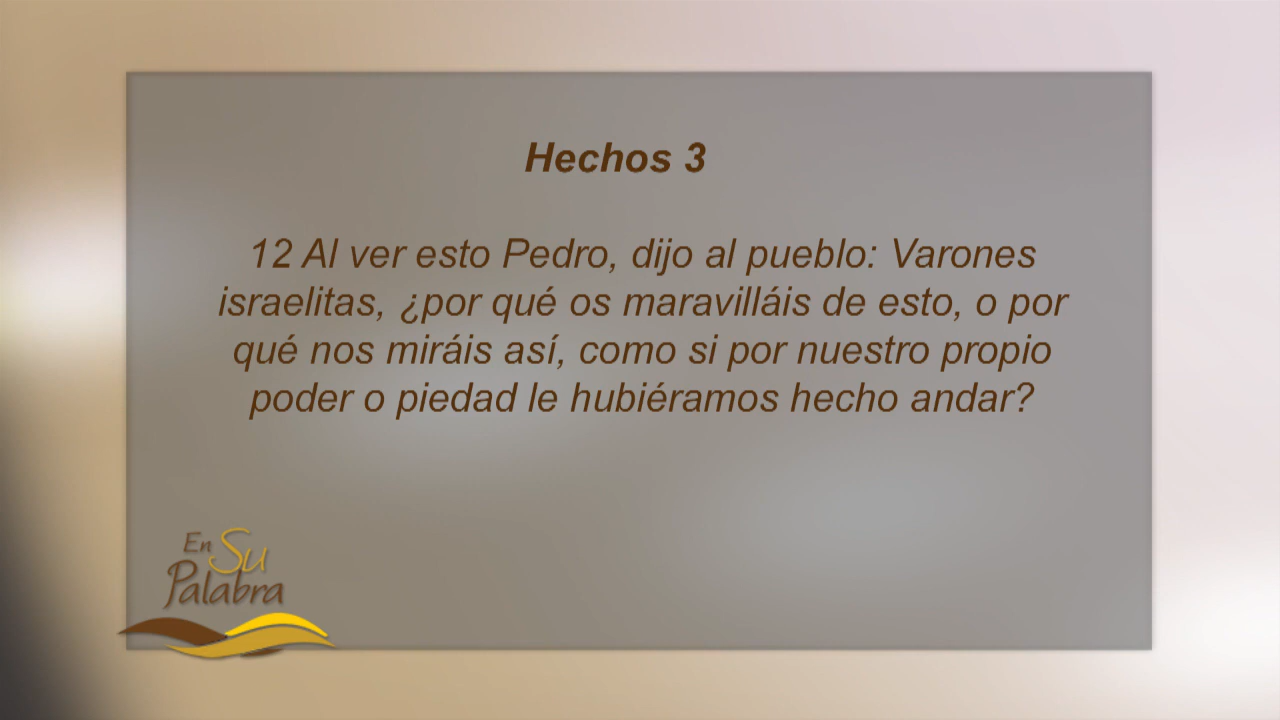 Hechos 3
12 Al ver esto Pedro, dijo al pueblo: Varones
israelitas, ¿por qué os maravilláis de esto, o por
qué nos miráis así, como si por nuestro propio
poder o piedad le hubiéramos hecho andar?
En Su
Palabra